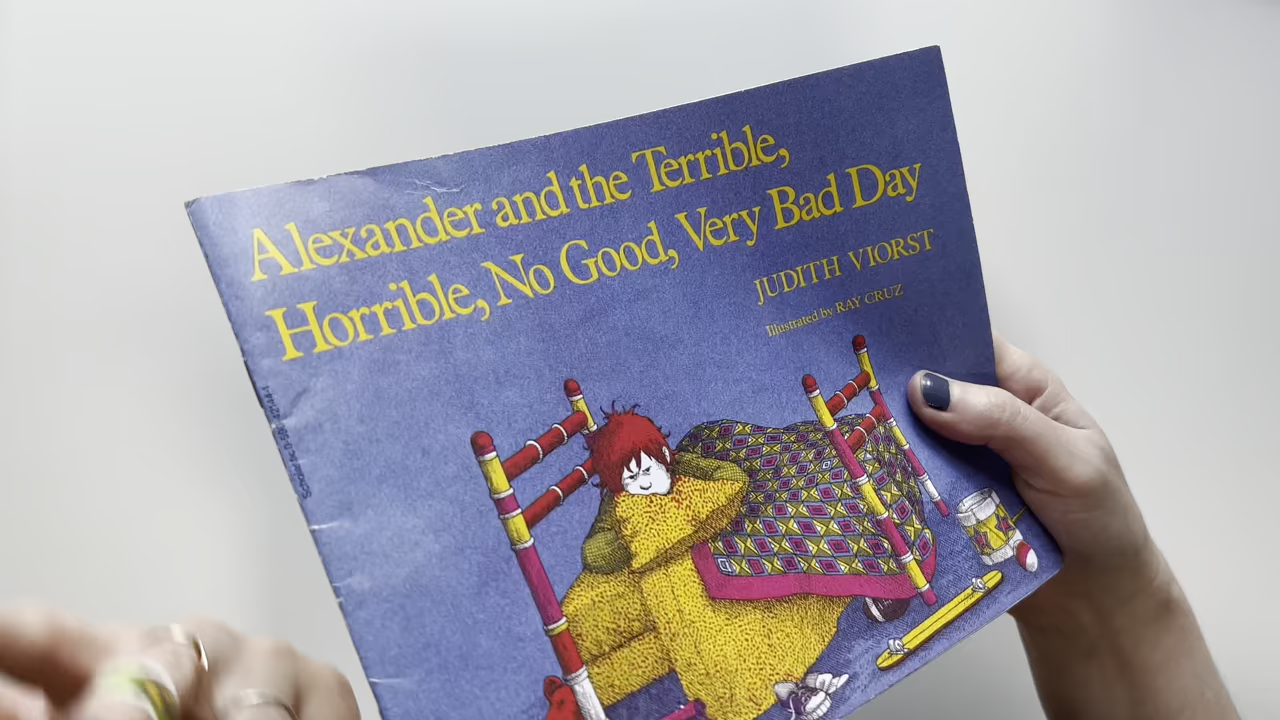 Alexander and the Terrible,
Horrible, No Good, Very Bad Day
JUDITH VIORST
Illustrated by RAY CRUZ